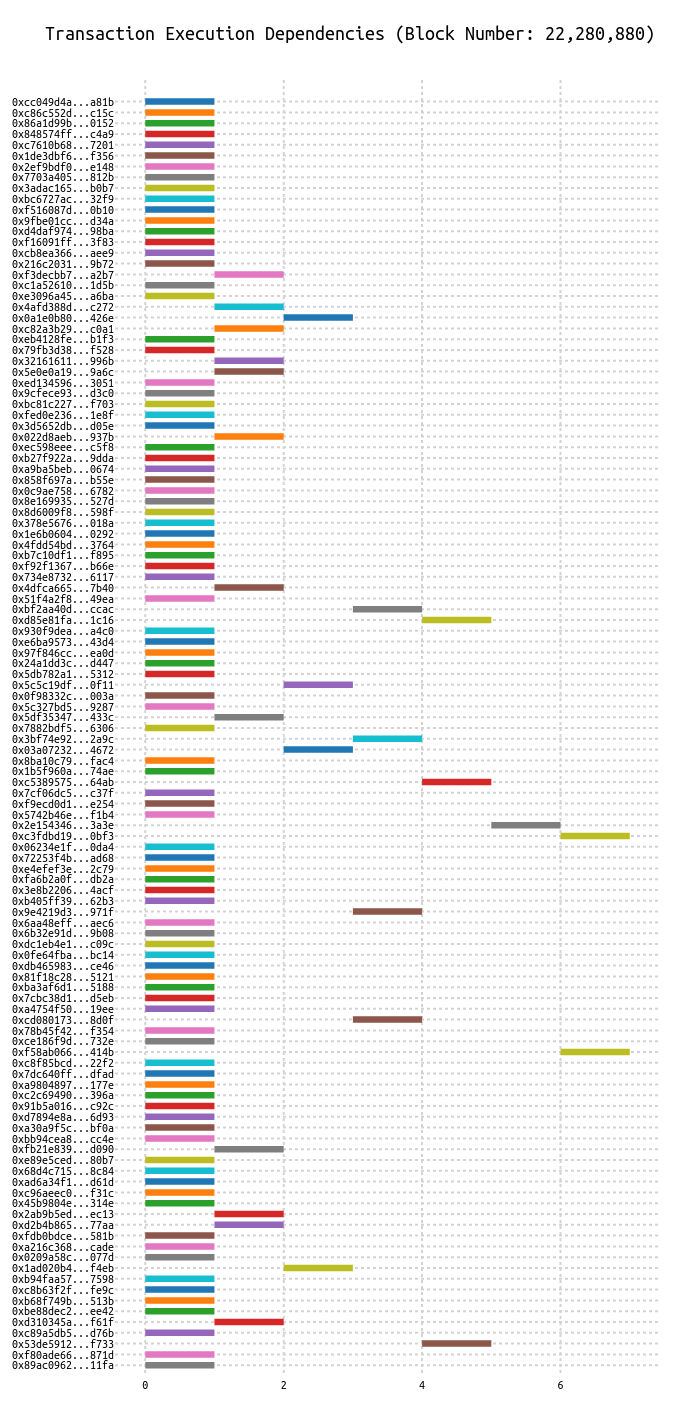 Transaction Execution Dependencies (Block Number: 22,280,880)
0xcc049d4a...a81b
0xc86c552d...c15c
0x86a1d99b...0152
0x848574ff...c4a9
0xc7610b68...7201
0x1de3dbf6...f356
0x2ef9bdf0...e148
0x7703a405...812b
0x3adac165...b0b7
0xbc6727ac...32f9
0xf516087d...0b10
0x9fbe01cc...d34a
0xd4daf974...98ba
0xf16091ff...3f83
0xcb8ea366...aee9
0x216c2031...9b72
0xf3decbb7...a2b7
0xc1a52610...1d5b
0xe3096a45...a6ba
0x4afd388d...c272
0x0a1e0b80...426e
0xc82a3b29...c0a1
0xeb4128fe...b1f3
0x79fb3d38...f528
0x32161611...996b
0x5e0e0a19...9a6c
0xed134596...3051
0x9cfece93...d3c0
0xbc81c227...f703
0xfed0e236...1e8f
0x3d5652db...d05e
0x022d8aeb...937b
0xec598eee...c5f8
0xb27f922a...9dda
0xa9ba5beb...0674
0x858f697a...b55e
0x0c9ae758...6782
0x8e169935...527d
0x8d6009f8...598f
0x378e5676...018a
0x1e6b0604...0292
0x4fdd54bd...3764
0xb7c10df1...f895
0xf92f1367...b66e
0x734e8732...6117
0x4dfca665...7b40
0x51f4a2f8...49ea
0xbf2aa40d...ccac
0xd85e81fa...1c16
0x930f9dea...a4c0
0xe6ba9573...43d4
0x97f846cc...ea0d
0x24a1dd3c...d447
0x5db782a1...5312
0x5c5c19df...0f11
0x0f98332c...003a
0x5c327bd5...9287
0x5df35347...433c
0x7882bdf5...6306
0x3bf74e92...2a9c
0x03a07232...4672
0x8ba10c79...fac4
0x1b5f960a...74ae
0xc5389575...64ab
0x7cf06dc5...c37f
0xf9ecd0d1...e254
0x5742b46e...f1b4
0x2e154346...3a3e
0xc3fdbd19...0bf3
0x06234e1f...0da4
0x72253f4b...ad68
0xe4efef3e...2c79
0xfa6b2a0f...db2a
0x3e8b2206...4acf
0xb405ff39...62b3
0x9e4219d3...971f
0x6aa48eff...aec6
0x6b32e91d...9b08
0xdc1eb4e1...c09c
0x0fe64fba...bc14
0xdb465983...ce46
0x81f18c28...5121
0xba3af6d1...5188
0x7cbc38d1...d5eb
0xa4754f50...19ee
0xcd080173...8d0f
0x78b45f42...f354
0xce186f9d...732e
0xf58ab066...414b
0xc8f85bcd...22f2
0x7dc640ff...dfad
0xa9804897...177e
0xc2c69490...396a
0x91b5a016...c92c
0xd7894e8a...6d93
0xa30a9f5c...bf0a
0xbb94cea8...cc4e
0xfb21e839...d090
0xe89e5ced...80b7
0x68d4c715...8c84
0xad6a34f1...d61d
0xc96aeec0...f31c
0x45b9804e...314e
0x2ab9b5ed...ec13
0xd2b4b865...77aa
0xfdb0bdce...581b
0xa216c368...cade
0x0209a58c...077d
0x1ad020b4...f4eb
0xb94faa57...7598
0xc8b63f2f...fe9c
0xb68f749b...513b
0xbe88dec2...ee42
0xd310345a...f61f
0xc89a5db5...d76b
0x53de5912...f733
0xf80ade66...871d
0x89ac0962...11fa
0 2 4 6